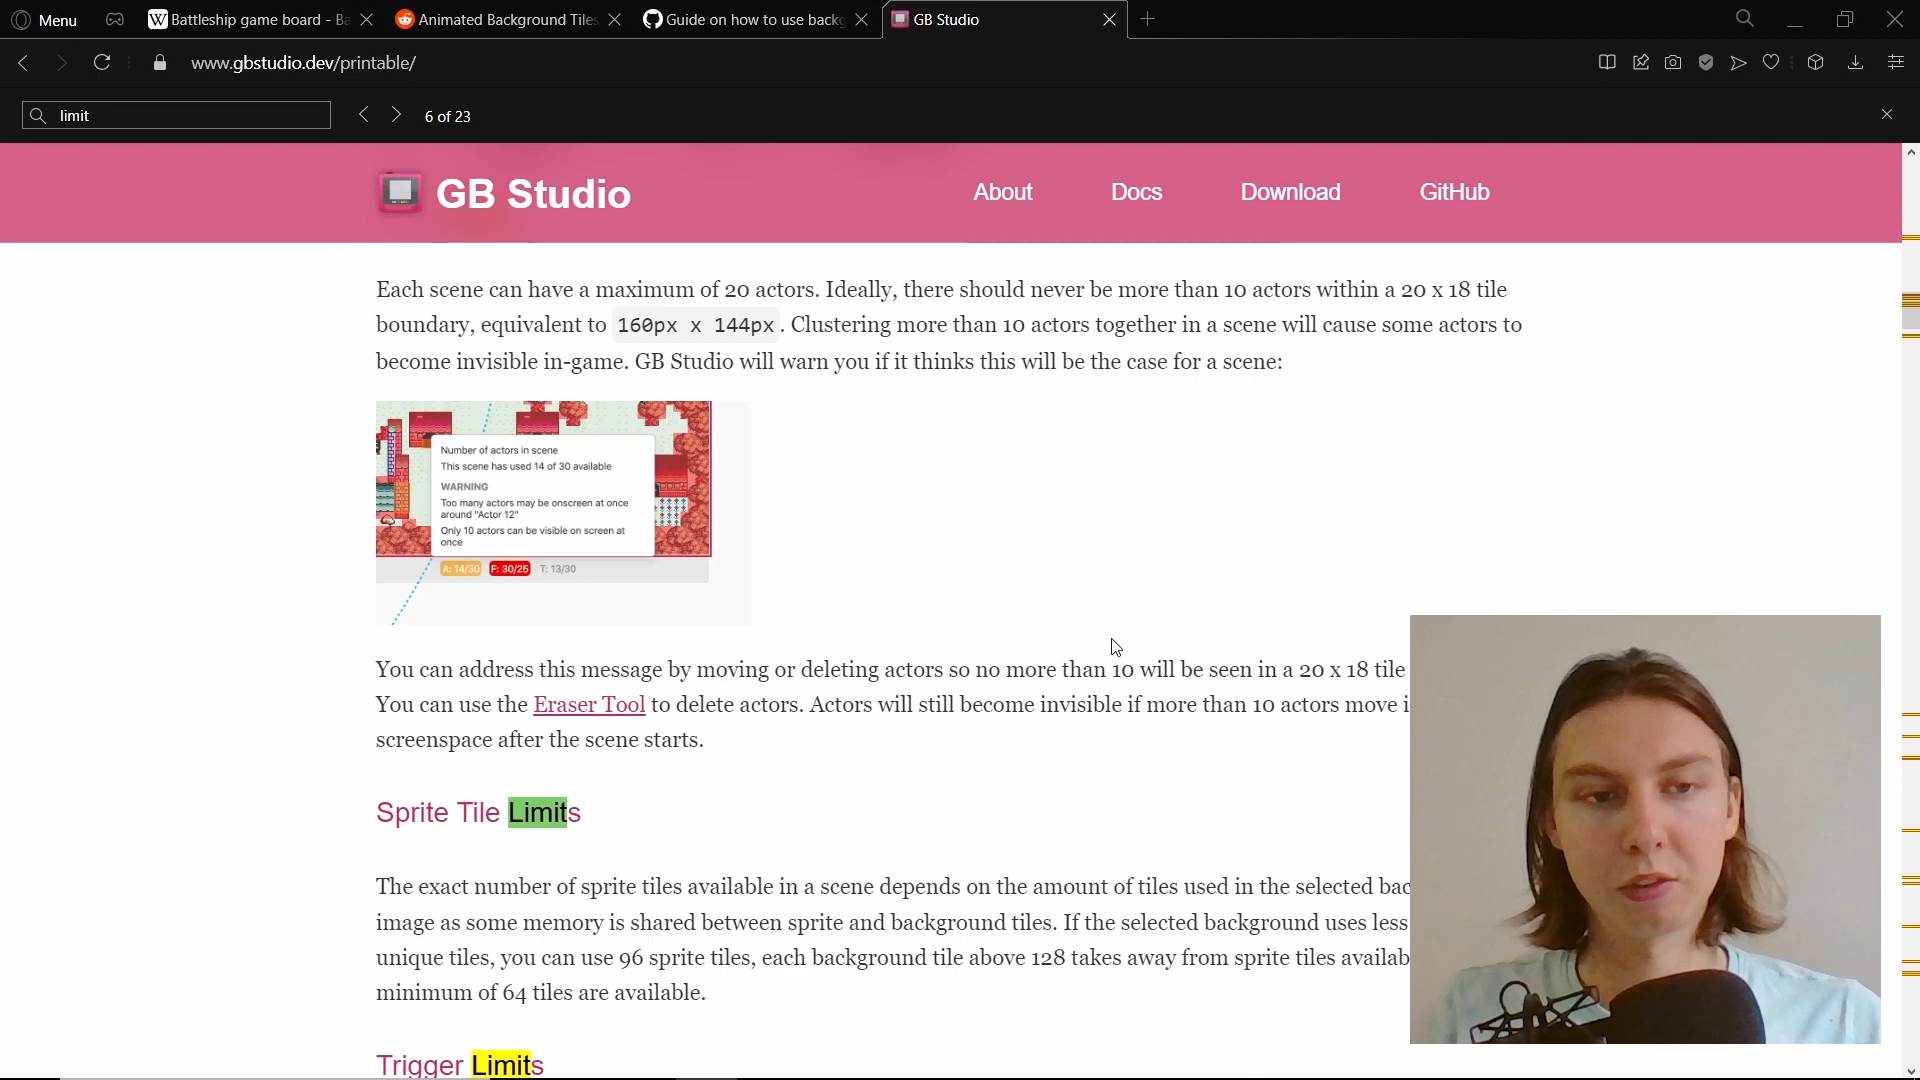 Menu
Battleship game board - Ba
Animated Background Tiles
Guide on how to use backg
GB Studio
www.gbstudio.dev/printable/
limit
6 of 23
GB Studio
About
Docs
Download
GitHub
Each scene can have a maximum of 20 actors. Ideally, there should never be more than 10 actors within a 20 x 18 tile
boundary, equivalent to 160px x 144px. Clustering more than 10 actors together in a scene will cause some actors to
become invisible in-game. GB Studio will warn you if it thinks this will be the case for a scene:
Number of actors in scene
This scene has used 14 of 30 available
WARNING
Too many actors may be onscreen at once
around "Actor 12"
Only 10 actors can be visible on screen at
once
A: 14/30
F: 30/25
T: 13/30
You can address this message by moving or deleting actors so no more than 10 will be seen in a 20 x 18 tile
You can use the Eraser Tool to delete actors. Actors will still become invisible if more than 10 actors move i
screenspace after the scene starts.
Sprite Tile Limits
The exact number of sprite tiles available in a scene depends on the amount of tiles used in the selected bac
image as some memory is shared between sprite and background tiles. If the selected background uses less
unique tiles, you can use 96 sprite tiles, each background tile above 128 takes away from sprite tiles availab
minimum of 64 tiles are available.
Trigger Limits